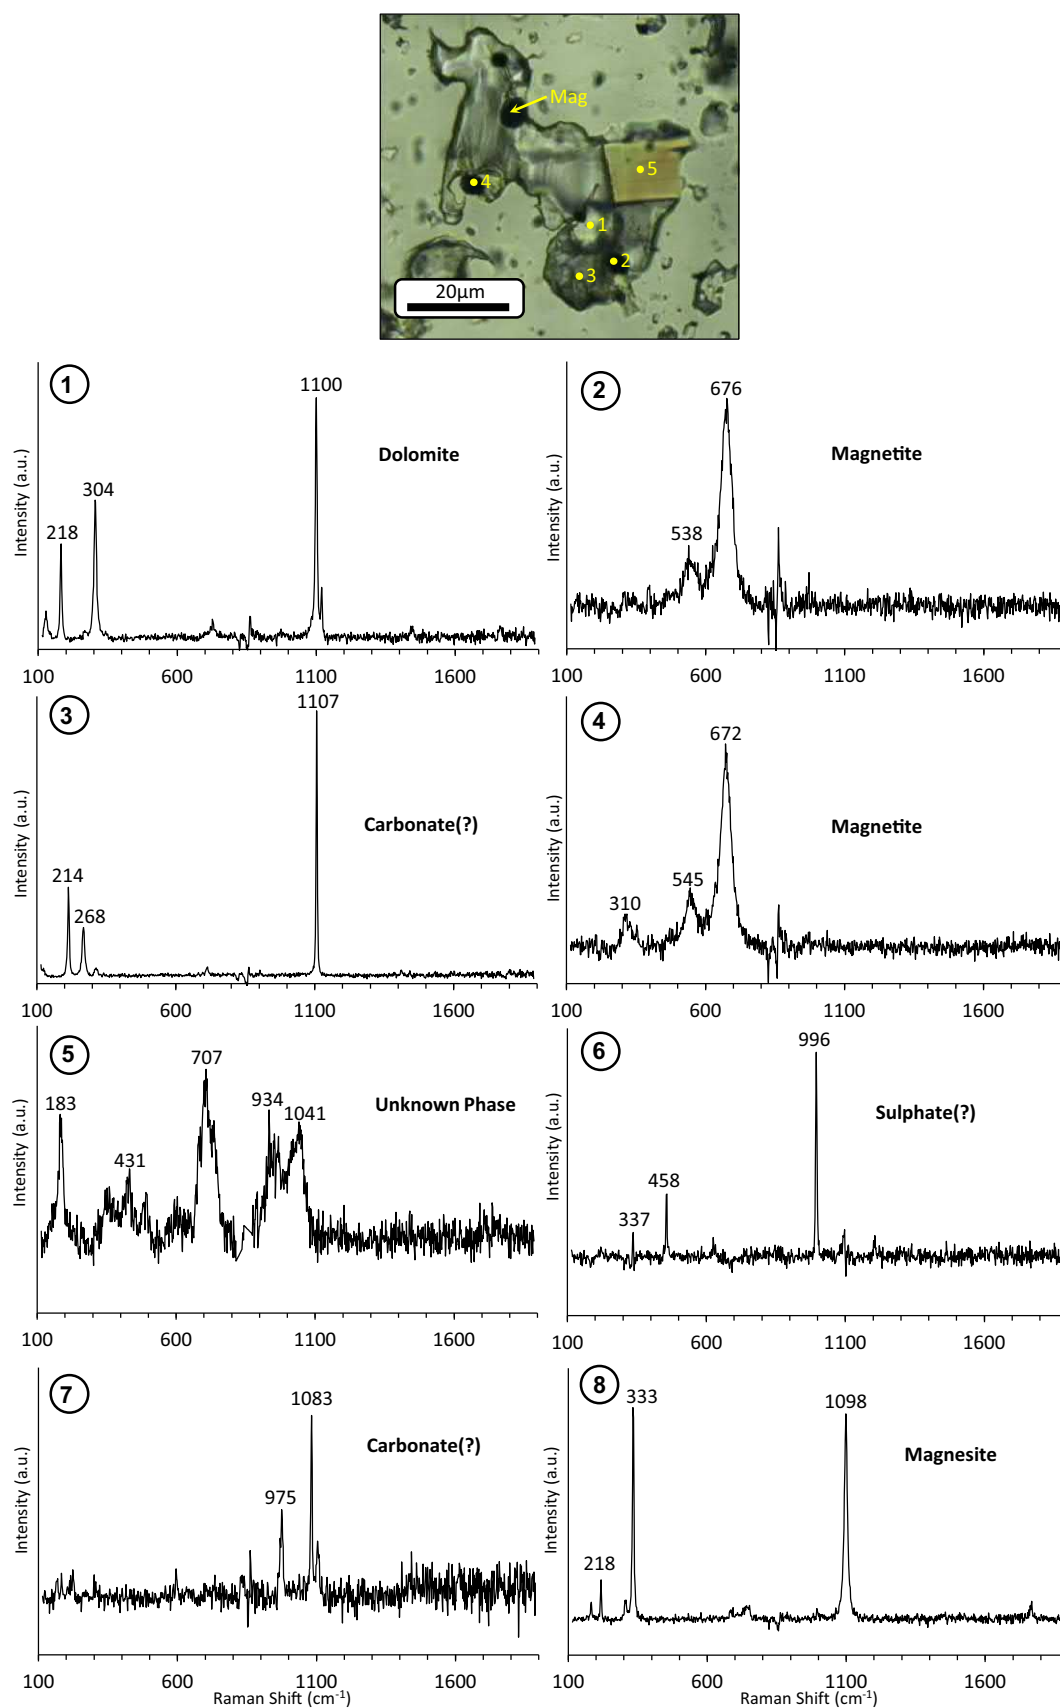 Mag
5
4
1
2
3
20µm
1
1100
Dolomite
304
218
Intensity (a.u.)
100 600 1100 1600
2
676
Magnetite
538
Intensity (a.u.)
100 600 1100 1600
3
1107
Carbonate(?)
214
268
Intensity (a.u.)
100 600 1100 1600
4
672
Magnetite
545
310
Intensity (a.u.)
100 600 1100 1600
5
707
934
Unknown Phase
183
1041
431
Intensity (a.u.)
100 600 1100 1600
6
996
Sulphate(?)
458
337
Intensity (a.u.)
100 600 1100 1600
7
1083
Carbonate(?)
975
Intensity (a.u.)
100 600 1100 1600
Raman Shift (cm⁻¹)
8
333
1098
Magnesite
218
Intensity (a.u.)
100 600 1100 1600
Raman Shift (cm⁻¹)